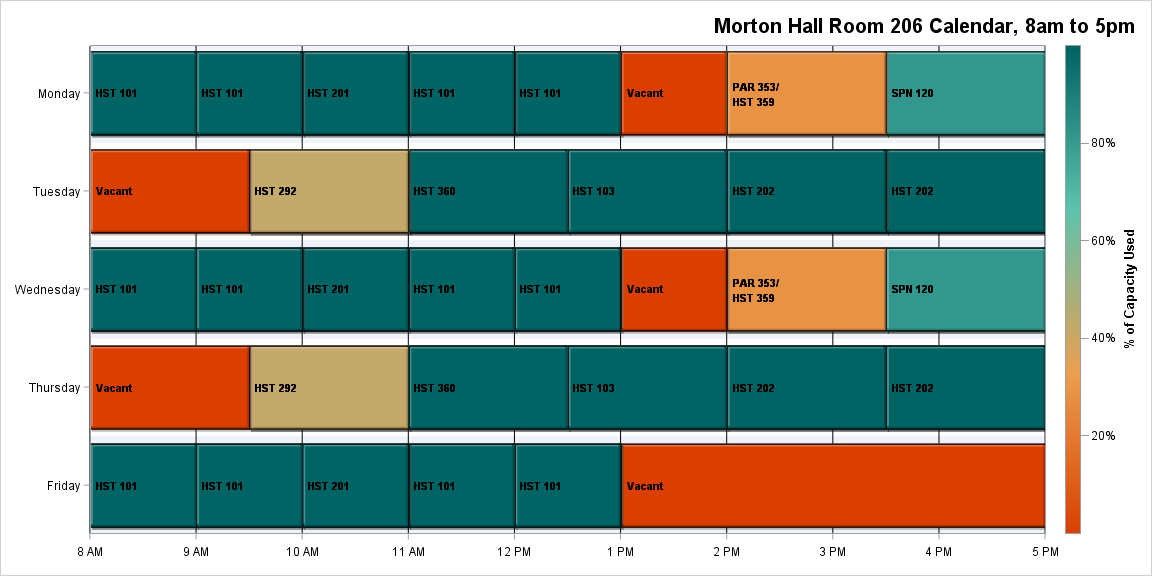 Morton Hall Room 206 Calendar, 8am to 5pm
Monday
HST 101
HST 101
HST 201
HST 101
HST 101
Vacant
PAR 353/
HST 359
SPN 120
Tuesday
Vacant
HST 292
HST 360
HST 103
HST 202
HST 202
Wednesday
HST 101
HST 101
HST 201
HST 101
HST 101
Vacant
PAR 353/
HST 359
SPN 120
Thursday
Vacant
HST 292
HST 360
HST 103
HST 202
HST 202
Friday
HST 101
HST 101
HST 201
HST 101
HST 101
Vacant
8 AM
9 AM
10 AM
11 AM
12 PM
1 PM
2 PM
3 PM
4 PM
5 PM
80%
60%
40%
20%
% of Capacity Used